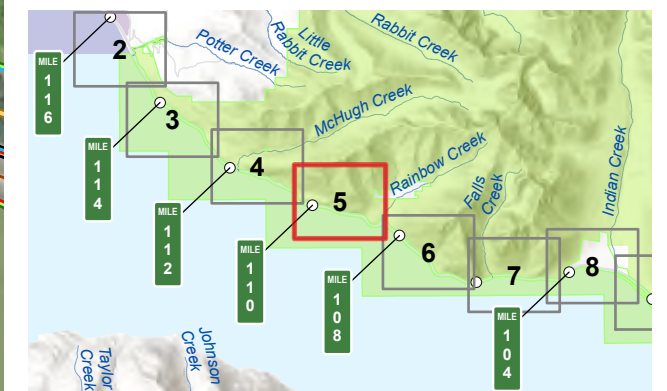 Potter Creek
Little
Rabbit Creek
Rabbit Creek
McHugh Creek
Rainbow Creek
Falls
Creek
Indian Creek
2
3
4
5
6
7
8
MILE
1
1
6
MILE
1
1
4
MILE
1
1
2
MILE
1
1
0
MILE
1
0
8
MILE
1
0
4
Taylor
Creek
Johnson
Creek